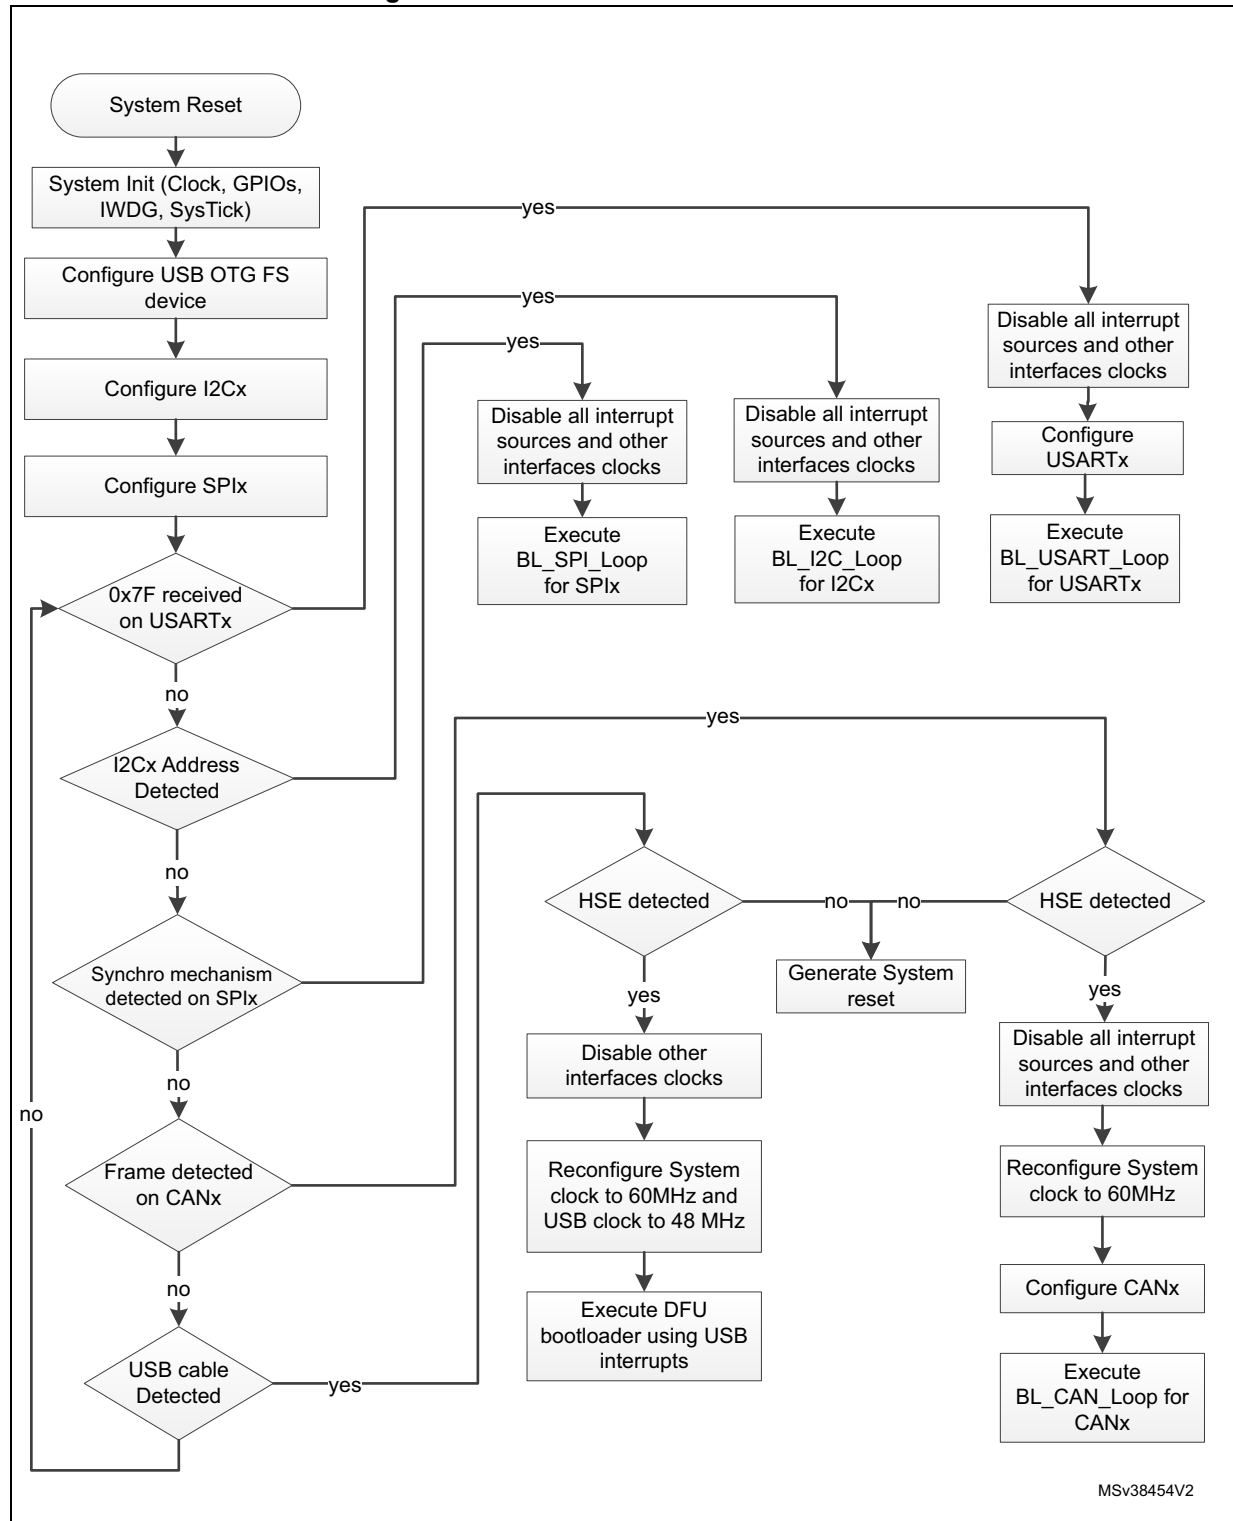 System Reset
System Init (Clock, GPIOs,
IWDG, SysTick)
yes
Configure USB OTG FS
device
yes
Disable all interrupt
sources and other
interfaces clocks
yes
Configure I2Cx
Disable all interrupt
sources and other
interfaces clocks
Disable all interrupt
sources and other
interfaces clocks
Configure
USARTx
Configure SPIx
Execute
BL_SPI_Loop
for SPIx
Execute
BL_I2C_Loop
for I2Cx
Execute
BL_USART_Loop
for USARTx
0x7F received
on USARTx
no
yes
I2Cx Address
Detected
no
HSE detected
no
no
HSE detected
Synchro mechanism
detected on SPIx
Generate System
reset
yes
yes
Disable other
interfaces clocks
Disable all interrupt
sources and other
interfaces clocks
no
no
Frame detected
on CANx
Reconfigure System
clock to 60MHz and
USB clock to 48 MHz
Reconfigure System
clock to 60MHz
no
Configure CANx
Execute DFU
bootloader using USB
interrupts
USB cable
Detected
yes
Execute
BL_CAN_Loop for
CANx
MSv38454V2